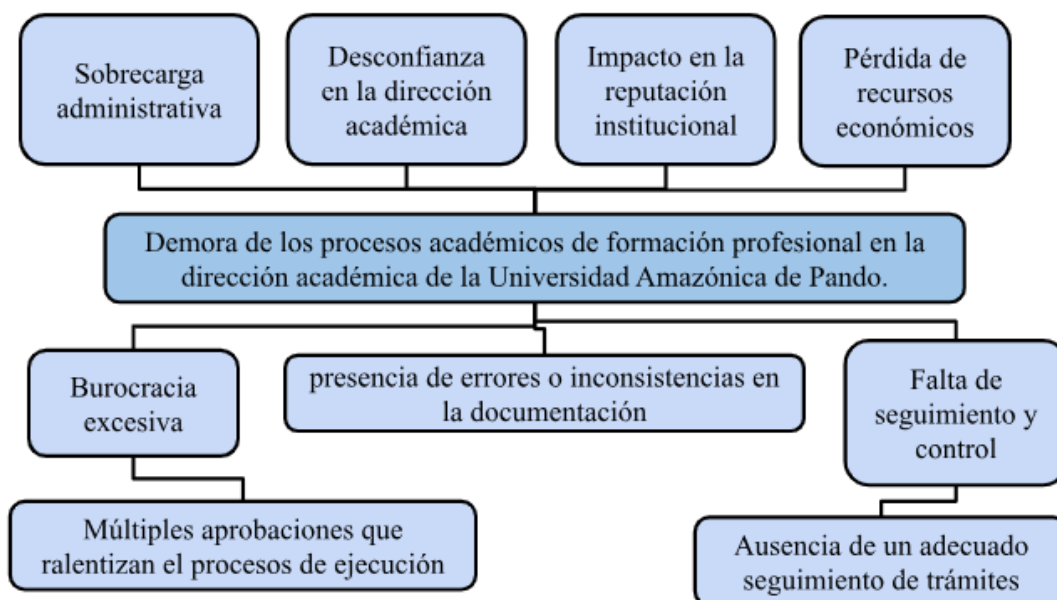 Sobrecarga
administrativa
Desconfianza
en la dirección
académica
Impacto en la
reputación
institucional
Pérdida de
recursos
económicos
Demora de los procesos académicos de formación profesional en la
dirección académica de la Universidad Amazónica de Pando.
Burocracia
excesiva
presencia de errores o inconsistencias en
la documentación
Falta de
seguimiento y
control
Múltiples aprobaciones que
ralentizan el procesos de ejecución
Ausencia de un adecuado
seguimiento de trámites